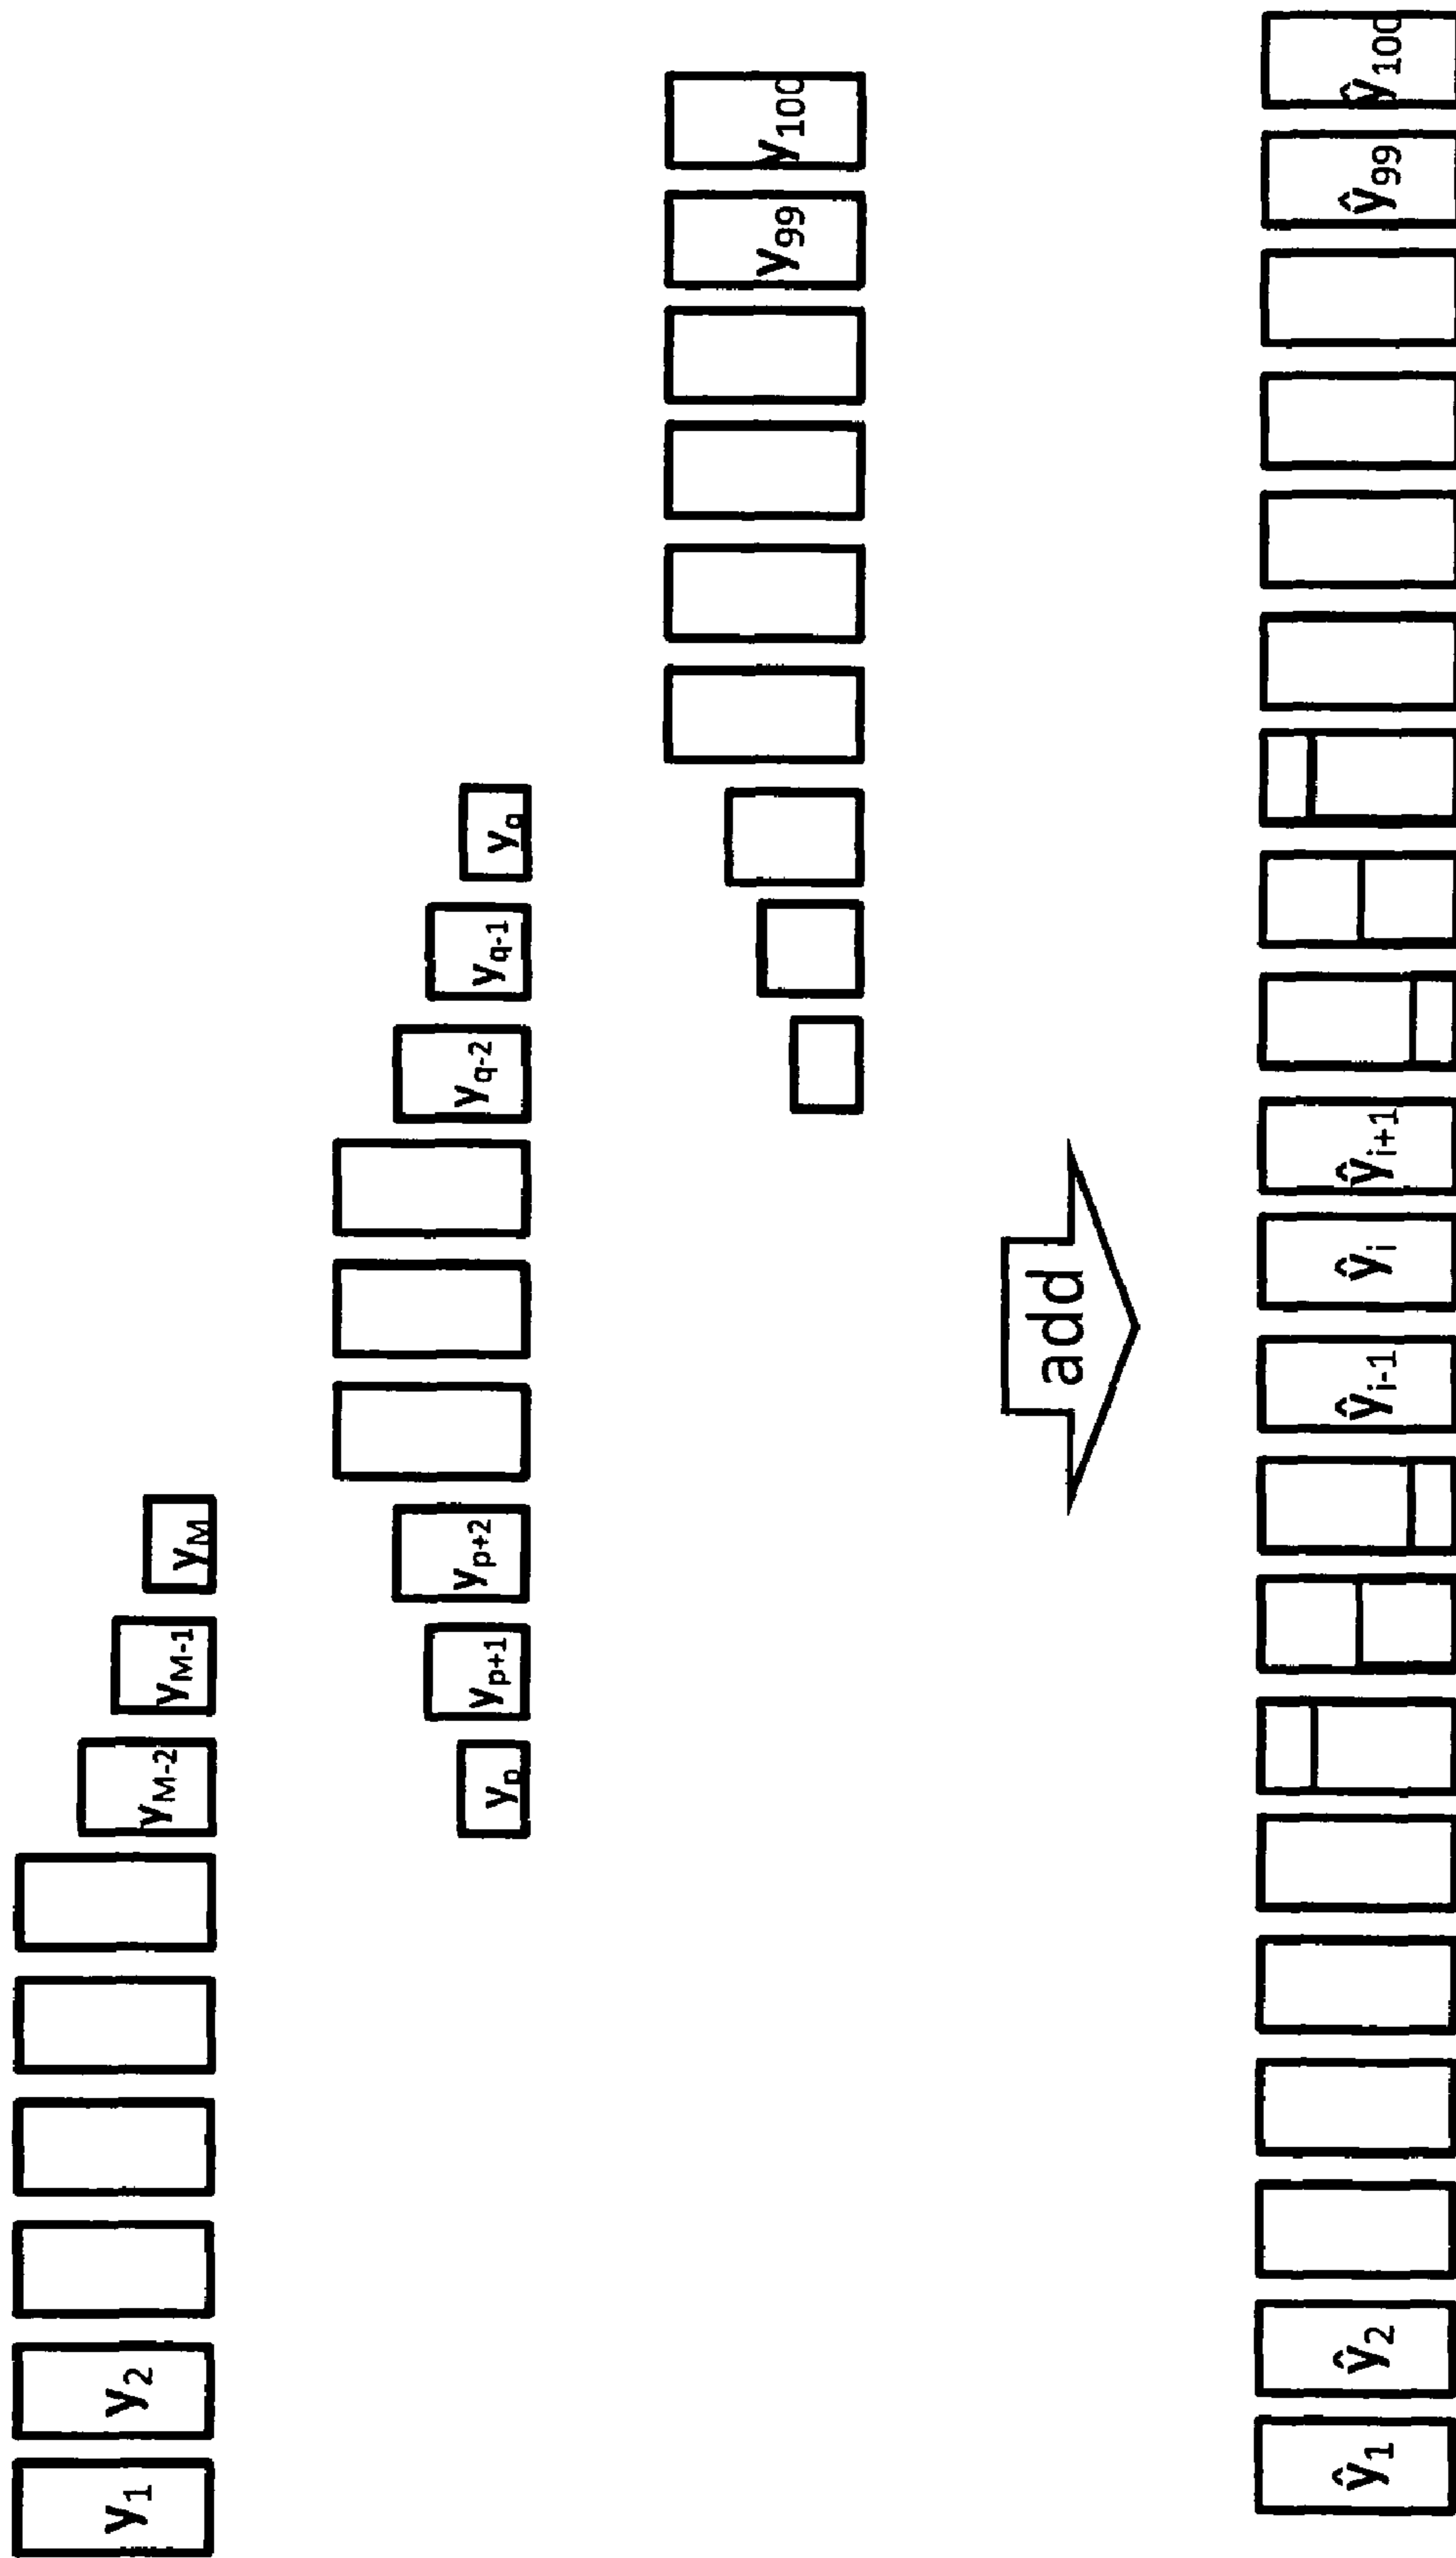 y1 y2 yM-2 yM-1 yM
yp yp+1 yp+2 yq-2 yq-1 yq
y99 y100
add
ŷ1 ŷ2 ŷi-1 ŷi ŷi+1 ŷ99 ŷ100